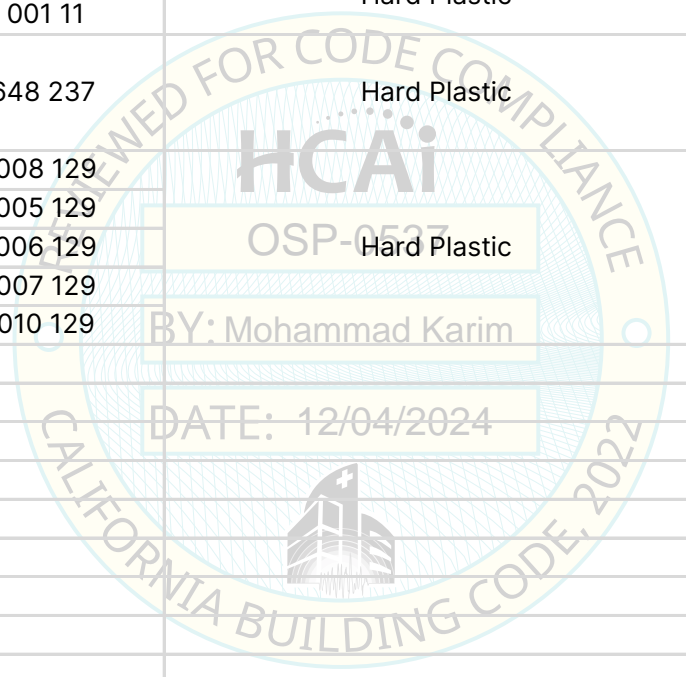 Hard Plastic
001 11
REVIEWED FOR CODE COMPLIANCE
648 237 Hard Plastic
HCAi
008 129
005 129
OSP-0537
006 129 Hard Plastic
007 129
010 129
BY: Mohammad Karim
DATE: 12/04/2024
CALIFORNIA BUILDING CODE, 2022